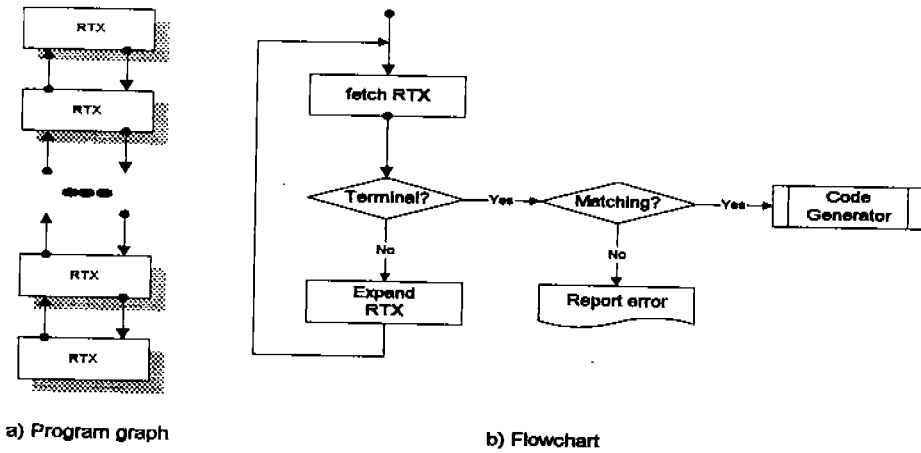 RTX
RTX
RTX
RTX
a) Program graph
fetch RTX
Terminal?
Yes
Matching?
Yes
Code
Generator
No
Expand
RTX
No
Report error
b) Flowchart